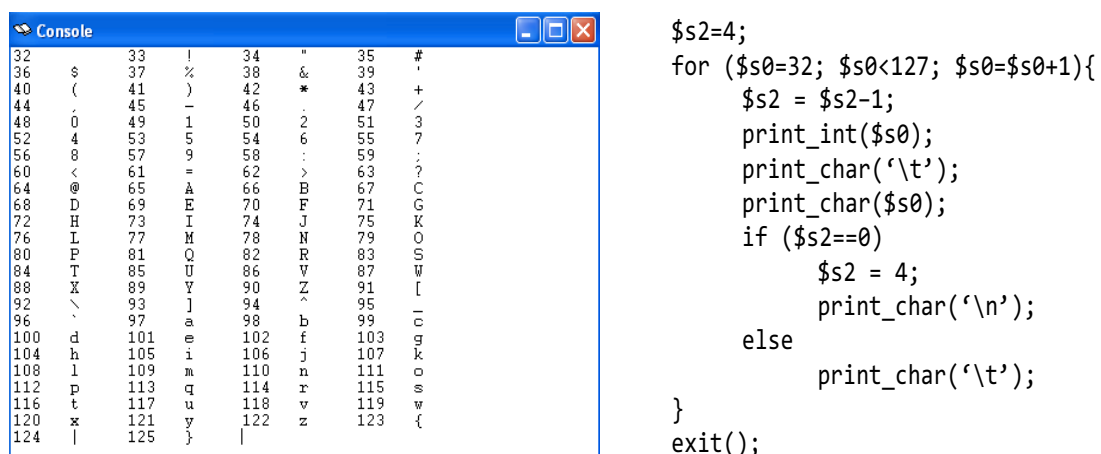 Console
32 33 ! 34 " 35 #
36 $ 37 % 38 & 39 '
40 ( 41 ) 42 * 43 +
44 , 45 - 46 . 47 /
48 0 49 1 50 2 51 3
52 4 53 5 54 6 55 7
56 8 57 9 58 : 59 ;
60 < 61 = 62 > 63 ?
64 @ 65 A 66 B 67 C
68 D 69 E 70 F 71 G
72 H 73 I 74 J 75 K
76 L 77 M 78 N 79 O
80 P 81 Q 82 R 83 S
84 T 85 U 86 V 87 W
88 X 89 Y 90 Z 91 [
92 \ 93 ] 94 ^ 95 _
96 ` 97 a 98 b 99 c
100 d 101 e 102 f 103 g
104 h 105 i 106 j 107 k
108 l 109 m 110 n 111 o
112 p 113 q 114 r 115 s
116 t 117 u 118 v 119 w
120 x 121 y 122 z 123 {
124 | 125 }
$s2=4;
for ($s0=32; $s0<127; $s0=$s0+1){
$s2 = $s2–1;
print_int($s0);
print_char(‘\t’);
print_char($s0);
if ($s2==0)
$s2 = 4;
print_char(‘\n’);
else
print_char(‘\t’);
}
exit();